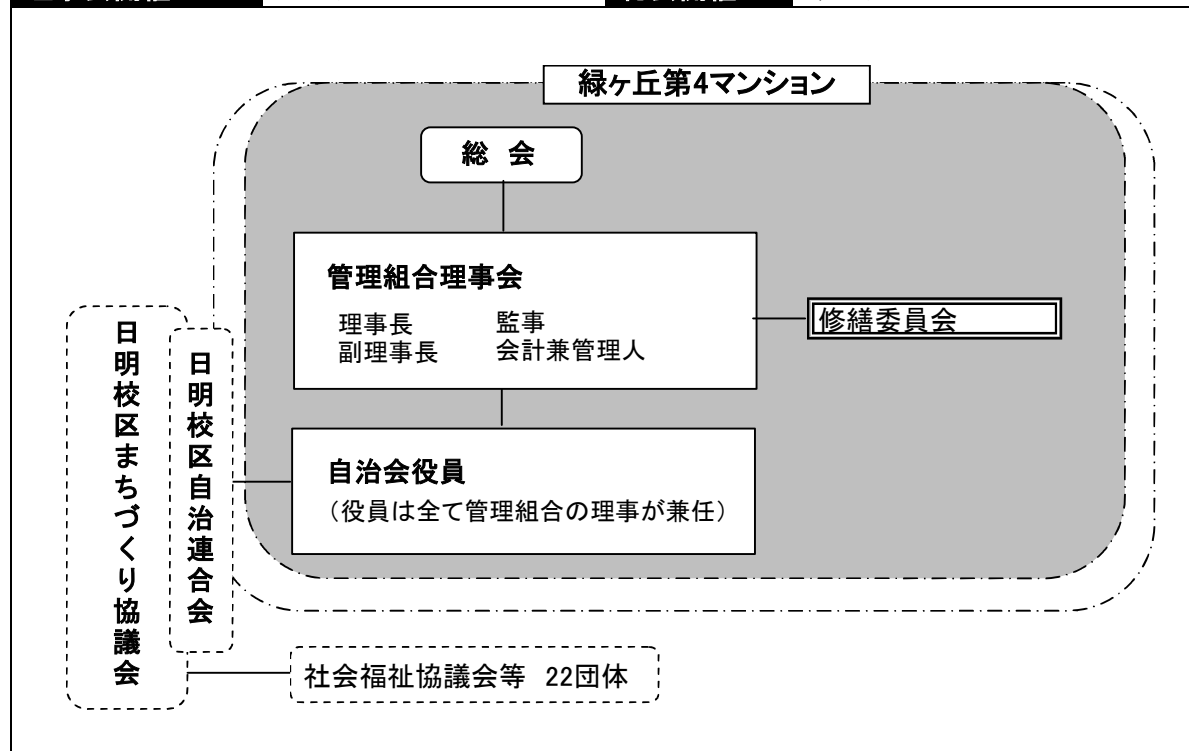 緑ヶ丘第4マンション
総 会
管理組合理事会
理事長 監事
副理事長 会計兼管理人
修繕委員会
自治会役員
（役員は全て管理組合の理事が兼任）
日明校区まちづくり協議会
日明校区自治連合会
社会福祉協議会等 22団体